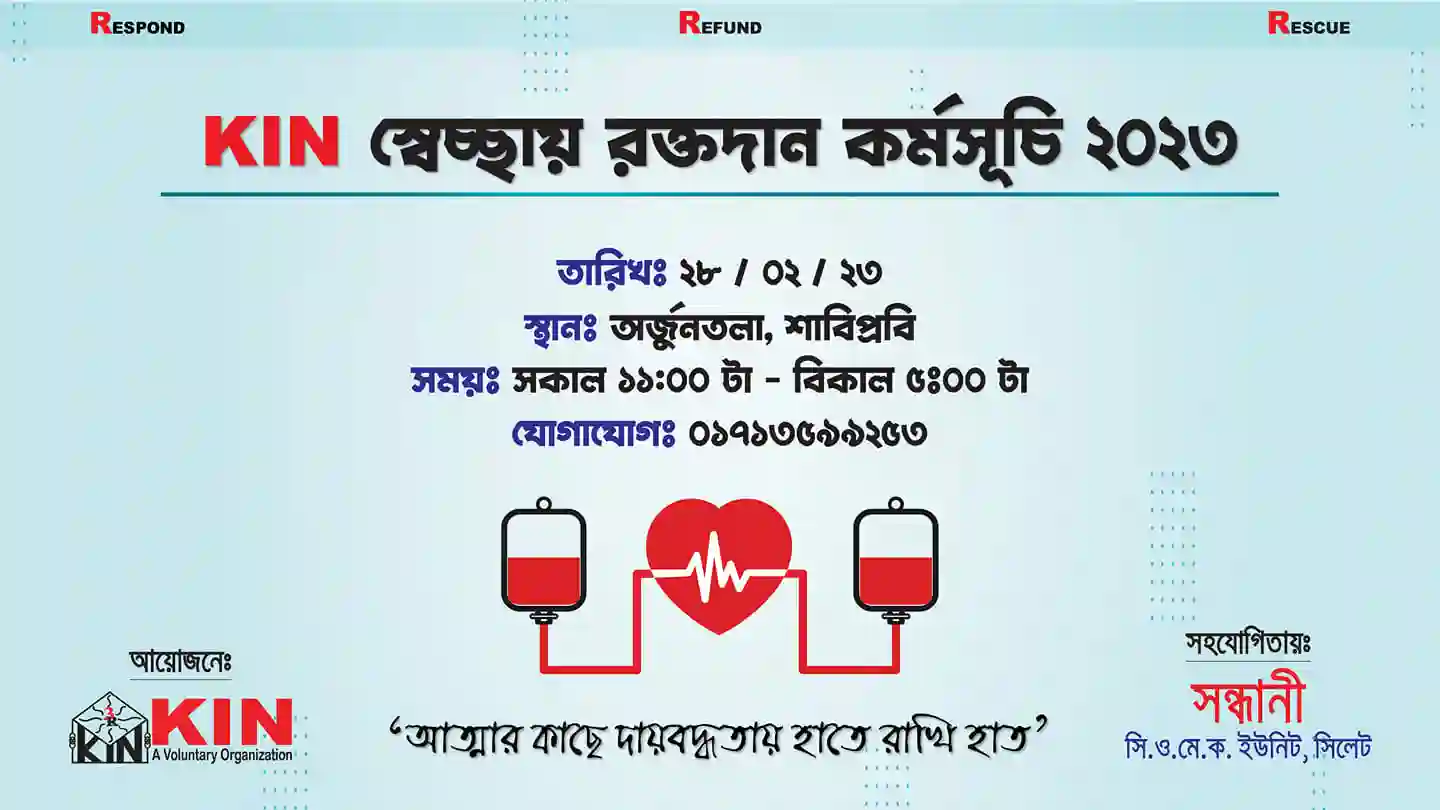 RESPOND REFUND RESCUE
KIN স্বেচ্ছায় রক্তদান কর্মসূচি ২০২৩
তারিখঃ ২৮ / ০২ / ২৩
স্থানঃ অর্জুনতলা, শাবিপ্রবি
সময়ঃ সকাল ১১:০০ টা - বিকাল ৫ঃ০০ টা
যোগাযোগঃ ০১৭১৩৫৯৯২৫৩
আয়োজনেঃ
KIN
KIN
A Voluntary Organization
‘আত্মার কাছে দায়বদ্ধতায় হাতে রাখি হাত’
সহযোগিতায়ঃ
সন্ধানী
সি.ও.মে.ক. ইউনিট, সিলেট